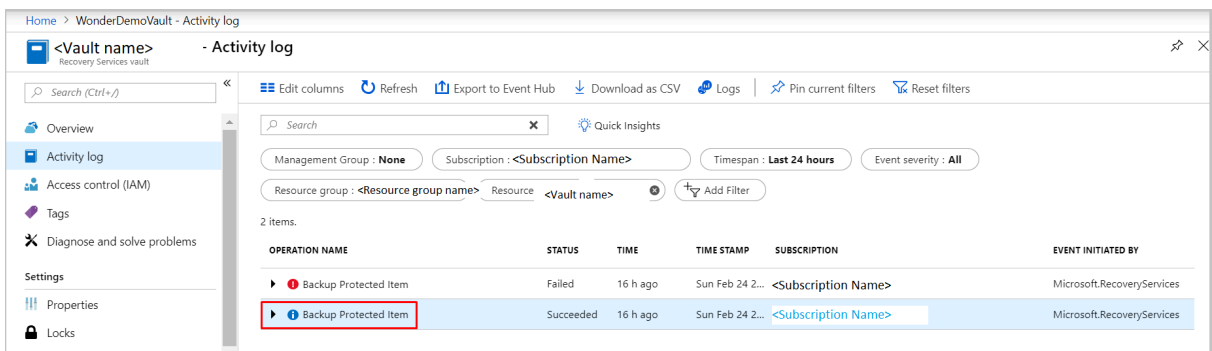 Home > WonderDemoVault - Activity log
<Vault name> - Activity log
Recovery Services vault
Search (Ctrl+/)
«
Edit columns Refresh Export to Event Hub Download as CSV Logs Pin current filters Reset filters
Overview
Activity log
Access control (IAM)
Tags
Diagnose and solve problems
Settings
Properties
Locks
Search
Quick Insights
Management Group : None Subscription : <Subscription Name> Timespan : Last 24 hours Event severity : All
Resource group : <Resource group name> Resource <Vault name> Add Filter
2 items.
OPERATION NAME STATUS TIME TIME STAMP SUBSCRIPTION EVENT INITIATED BY
Backup Protected Item Failed 16 h ago Sun Feb 24 2... <Subscription Name> Microsoft.RecoveryServices
Backup Protected Item Succeeded 16 h ago Sun Feb 24 2... <Subscription Name> Microsoft.RecoveryServices